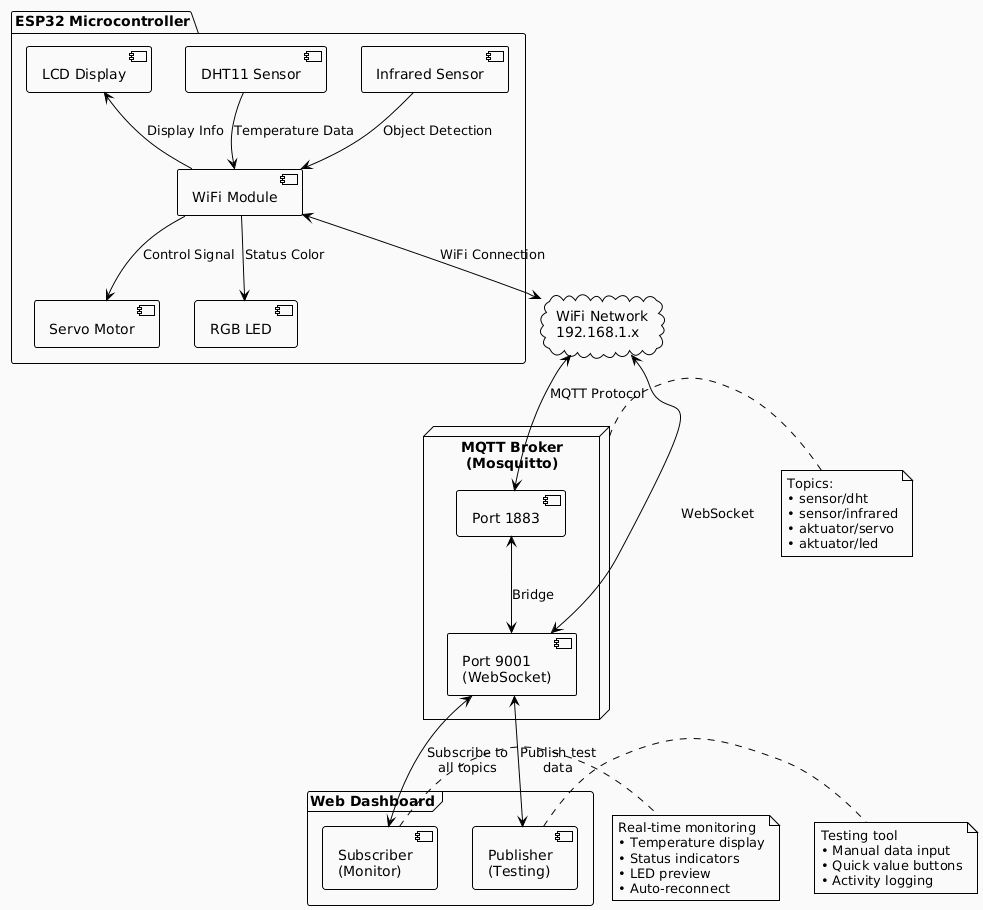 ESP32 Microcontroller
LCD Display
DHT11 Sensor
Infrared Sensor
Display Info
Temperature Data
Object Detection
WiFi Module
Control Signal
Status Color
WiFi Connection
Servo Motor
RGB LED
WiFi Network
192.168.1.x
MQTT Protocol
MQTT Broker
(Mosquitto)
Port 1883
Topics:
• sensor/dht
• sensor/infrared
• aktuator/servo
• aktuator/led
WebSocket
Bridge
Port 9001
(WebSocket)
Subscribe to
all topics
Publish test
data
Web Dashboard
Subscriber
(Monitor)
Publisher
(Testing)
Real-time monitoring
• Temperature display
• Status indicators
• LED preview
• Auto-reconnect
Testing tool
• Manual data input
• Quick value buttons
• Activity logging